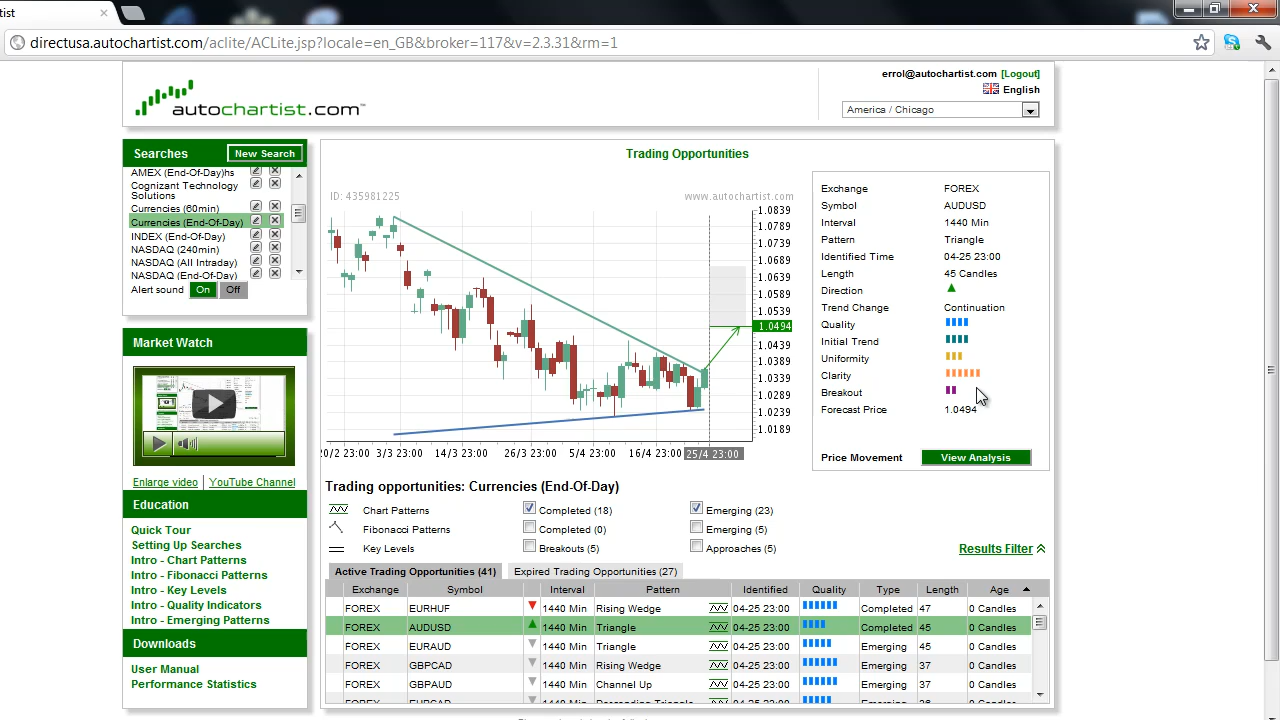 tist
directusa.autochartist.com/aclite/ACLite.jsp?locale=en_GB&broker=117&v=2.3.31&rm=1
autochartist.com™
errol@autochartist.com [Logout]
English
America / Chicago
Searches New Search
AMEX (End-Of-Day)hs
Cognizant Technology
Solutions
Currencies (60min)
Currencies (End-Of-Day)
INDEX (End-Of-Day)
NASDAQ (240min)
NASDAQ (All Intraday)
NASDAQ (End-Of-Day)
Alert sound On Off
Market Watch
Enlarge video | YouTube Channel
Education
Quick Tour
Setting Up Searches
Intro - Chart Patterns
Intro - Fibonacci Patterns
Intro - Key Levels
Intro - Quality Indicators
Intro - Emerging Patterns
Downloads
User Manual
Performance Statistics
Trading Opportunities
ID: 435981225 www.autochartist.com
1.0839
1.0789
1.0739
1.0689
1.0639
1.0589
1.0539
1.0494
1.0439
1.0389
1.0339
1.0289
1.0239
1.0189
20/2 23:00 3/3 23:00 14/3 23:00 26/3 23:00 5/4 23:00 16/4 23:00 25/4 23:00
Exchange FOREX
Symbol AUDUSD
Interval 1440 Min
Pattern Triangle
Identified Time 04-25 23:00
Length 45 Candles
Direction
Trend Change Continuation
Quality
Initial Trend
Uniformity
Clarity
Breakout
Forecast Price 1.0494
Price Movement View Analysis
Trading opportunities: Currencies (End-Of-Day)
Chart Patterns Completed (18) Emerging (23)
Fibonacci Patterns Completed (0) Emerging (5)
Key Levels Breakouts (5) Approaches (5)
Results Filter
Active Trading Opportunities (41) Expired Trading Opportunities (27)
Exchange Symbol Interval Pattern Identified Quality Type Length Age
FOREX EURHUF 1440 Min Rising Wedge 04-25 23:00 Completed 47 0 Candles
FOREX AUDUSD 1440 Min Triangle 04-25 23:00 Completed 45 0 Candles
FOREX EURAUD 1440 Min Triangle 04-25 23:00 Emerging 45 0 Candles
FOREX GBPCAD 1440 Min Rising Wedge 04-25 23:00 Emerging 37 0 Candles
FOREX GBPAUD 1440 Min Channel Up 04-25 23:00 Emerging 37 0 Candles